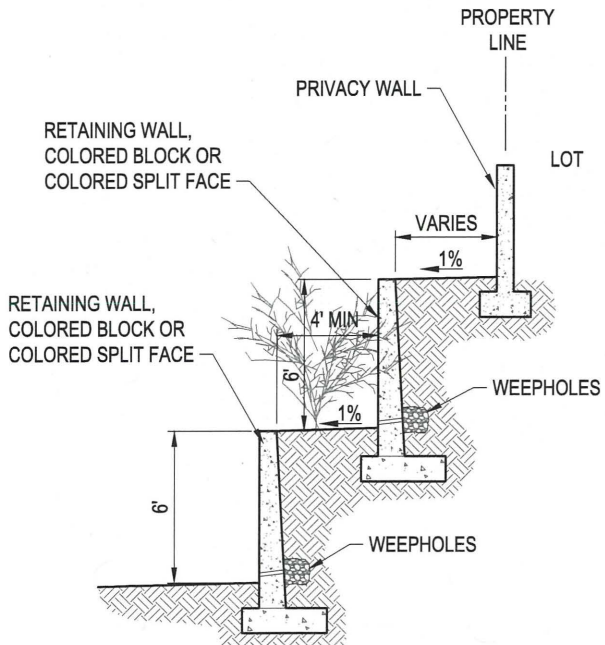 PROPERTY
LINE
PRIVACY WALL
RETAINING WALL,
COLORED BLOCK OR
COLORED SPLIT FACE
LOT
VARIES
1%
RETAINING WALL,
COLORED BLOCK OR
COLORED SPLIT FACE
4' MIN
6'
WEEPHOLES
1%
6'
WEEPHOLES